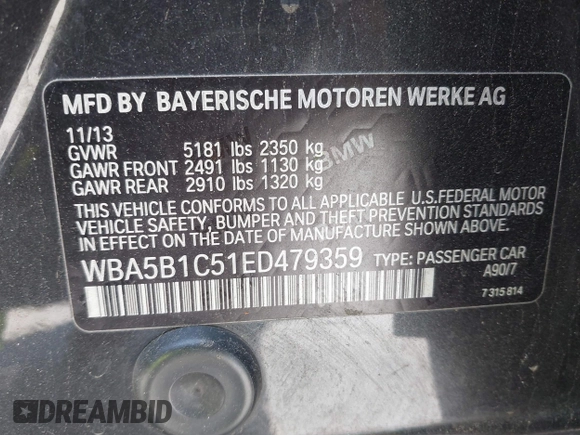 MFD BY BAYERISCHE MOTOREN WERKE AG
11/13
GVWR 5181 lbs 2350 kg
GAWR FRONT 2491 lbs 1130 kg
GAWR REAR 2910 lbs 1320 kg
BMW
THIS VEHICLE CONFORMS TO ALL APPLICABLE U.S.FEDERAL MOTOR
VEHICLE SAFETY, BUMPER AND THEFT PREVENTION STANDARDS
IN EFFECT ON THE DATE OF MANUFACTURE SHOWN ABOVE.
WBA5B1C51ED479359 TYPE: PASSENGER CAR
A90/7
7 315 814
DREAMBID